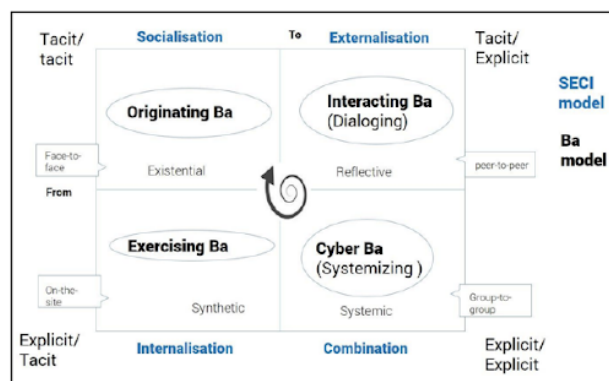 Socialisation To Externalisation
Tacit/
tacit
Tacit/
Explicit
SECI
model
Ba
model
Originating Ba
Interacting Ba
(Dialoging)
Face-to-
face
Existential
Reflective
peer-to-peer
From
Exercising Ba
Cyber Ba
(Systemizing )
On-the-
site
Synthetic
Systemic
Group-to-
group
Explicit/
Tacit
Internalisation
Combination
Explicit/
Explicit